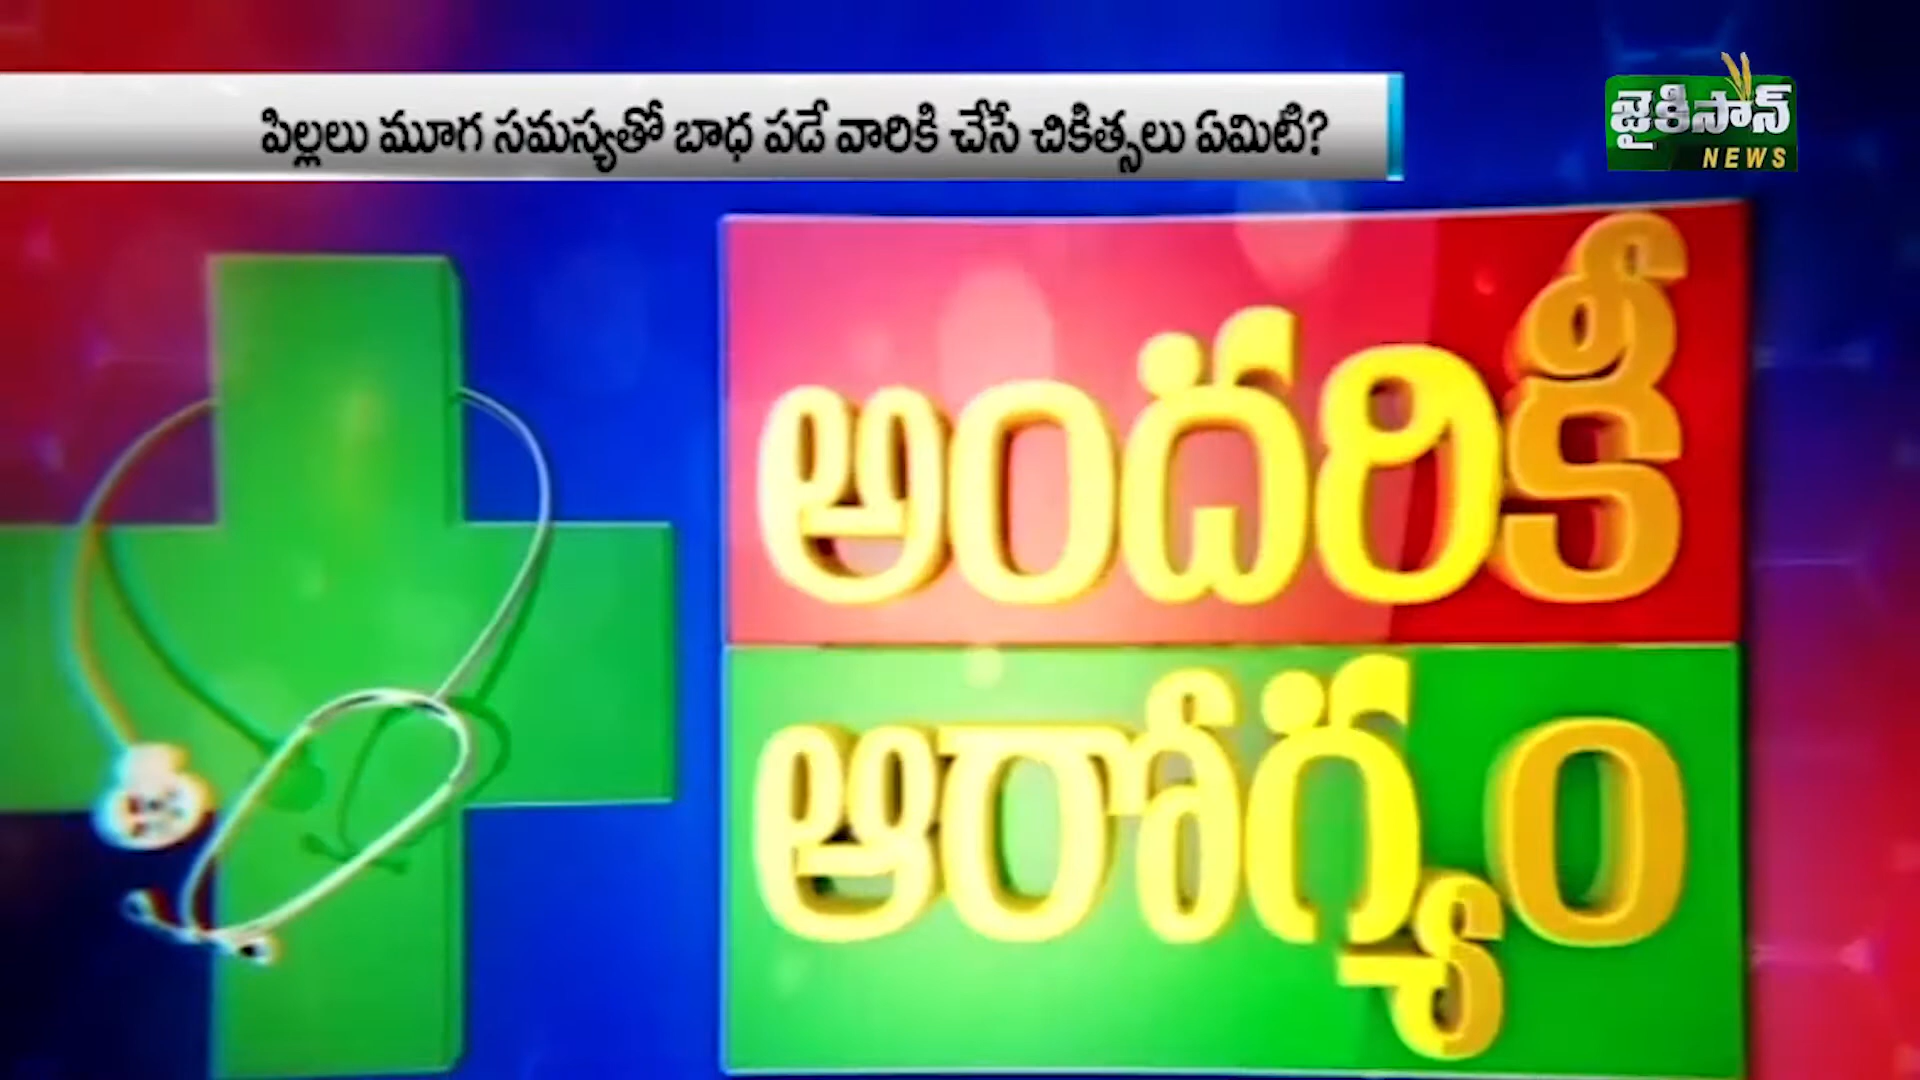 పిల్లలు మూగ సమస్యతో బాధ పడే వారికి చేసే చికిత్సలు ఏమిటి?
జైకిసాన్
NEWS
అందరికీ
ఆరోగ్యం